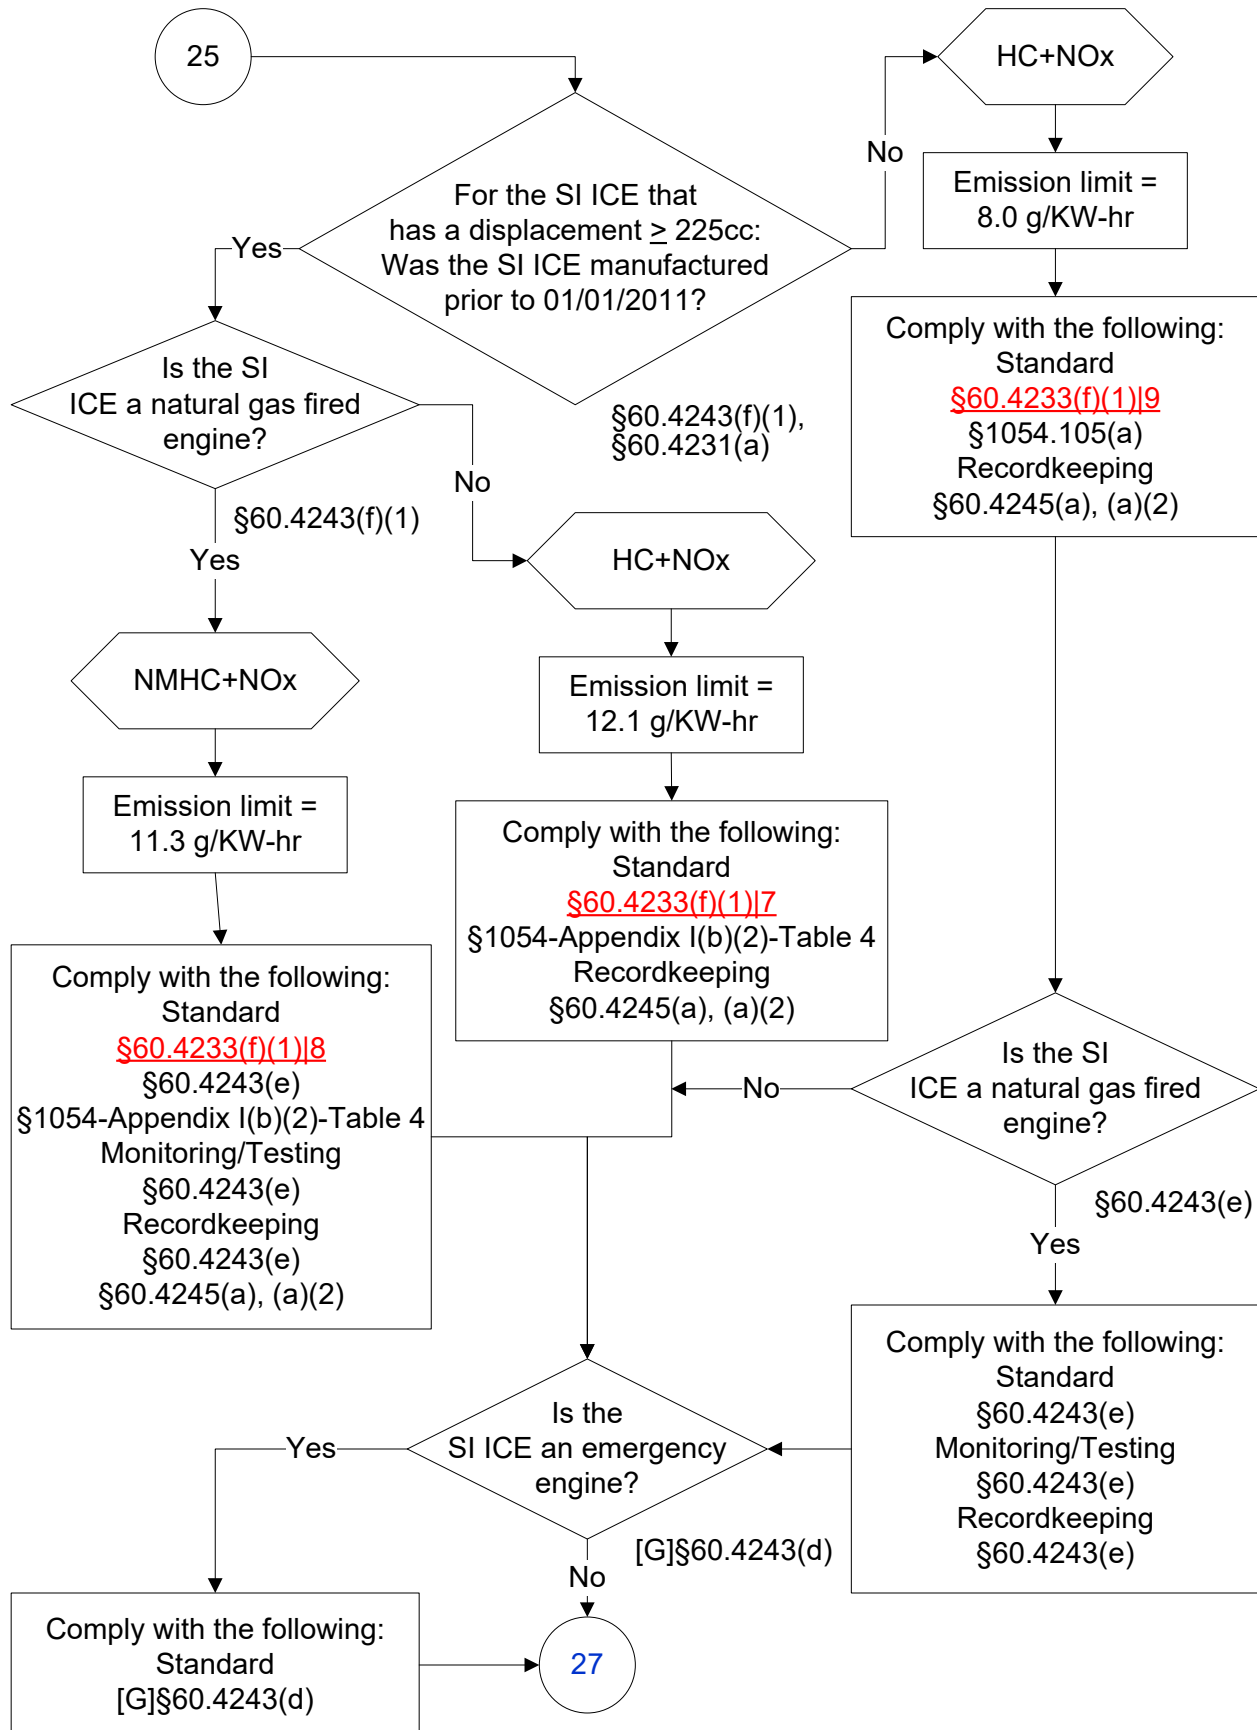 25
HC+NOx
No
For the SI ICE that
has a displacement ≥ 225cc:
Was the SI ICE manufactured
prior to 01/01/2011?
Yes
Emission limit =
8.0 g/KW-hr
§60.4243(f)(1),
§60.4231(a)
Comply with the following:
Standard
§60.4233(f)(1)|9
§1054.105(a)
Recordkeeping
§60.4245(a), (a)(2)
Is the SI
ICE a natural gas fired
engine?
No
§60.4243(f)(1)
Yes
HC+NOx
NMHC+NOx
Emission limit =
12.1 g/KW-hr
Emission limit =
11.3 g/KW-hr
Comply with the following:
Standard
§60.4233(f)(1)|7
§1054-Appendix I(b)(2)-Table 4
Recordkeeping
§60.4245(a), (a)(2)
Comply with the following:
Standard
§60.4233(f)(1)|8
§60.4243(e)
§1054-Appendix I(b)(2)-Table 4
Monitoring/Testing
§60.4243(e)
Recordkeeping
§60.4243(e)
§60.4245(a), (a)(2)
Is the SI
ICE a natural gas fired
engine?
No
§60.4243(e)
Yes
Comply with the following:
Standard
§60.4243(e)
Monitoring/Testing
§60.4243(e)
Recordkeeping
§60.4243(e)
Is the
SI ICE an emergency
engine?
Yes
[G]§60.4243(d)
No
Comply with the following:
Standard
[G]§60.4243(d)
27